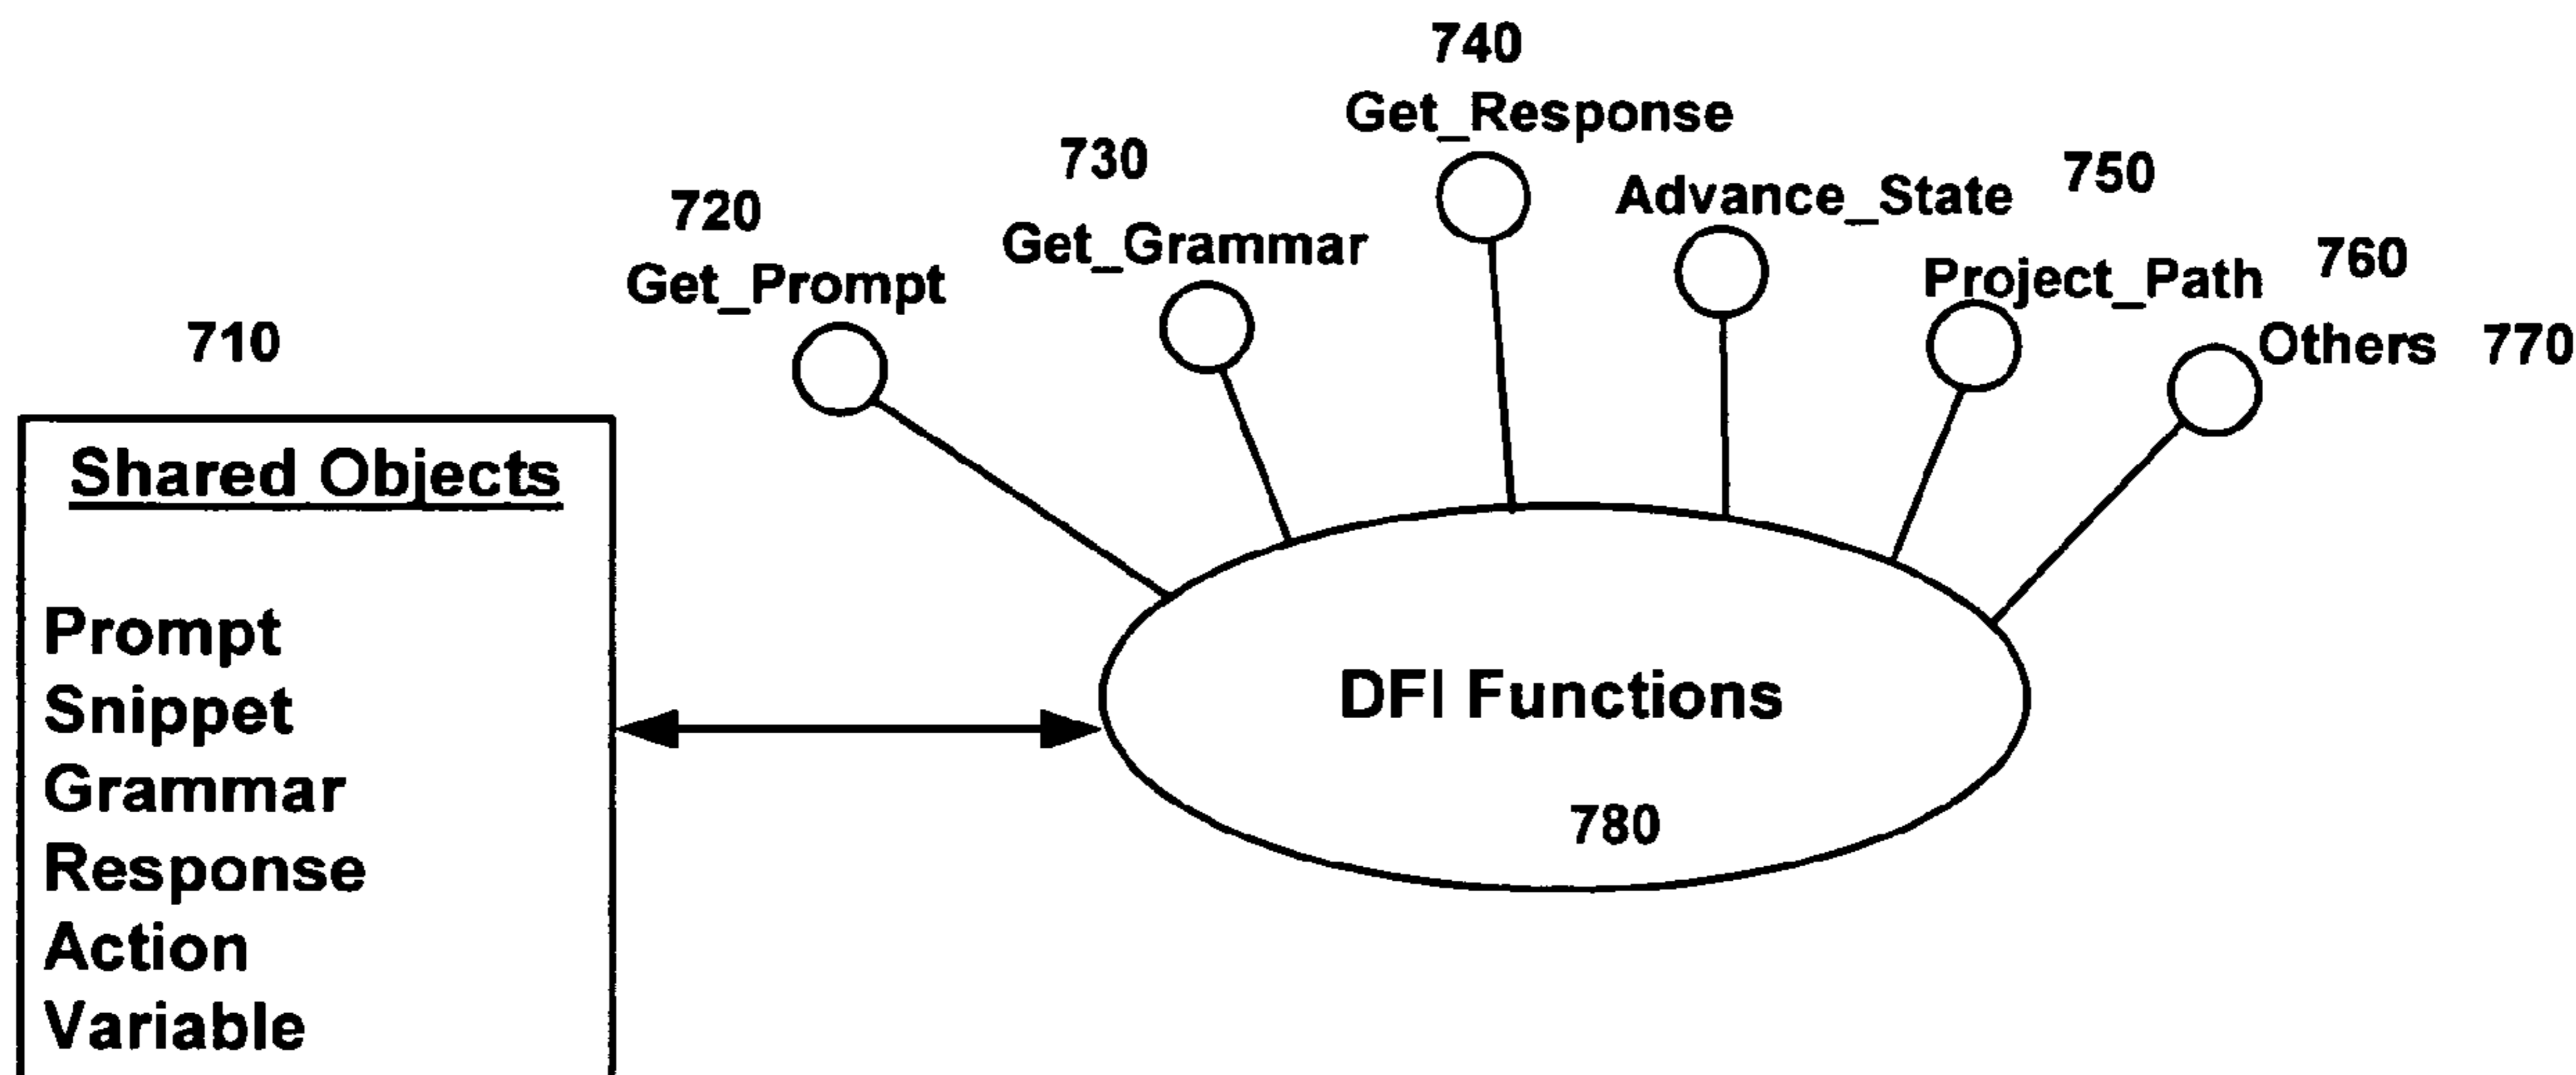 740
Get_Response
730
Get_Grammar
750
Advance_State
720
Get_Prompt
760
Project_Path
Others 770
710
Shared Objects
Prompt
Snippet
Grammar
Response
Action
Variable
DFI Functions
780